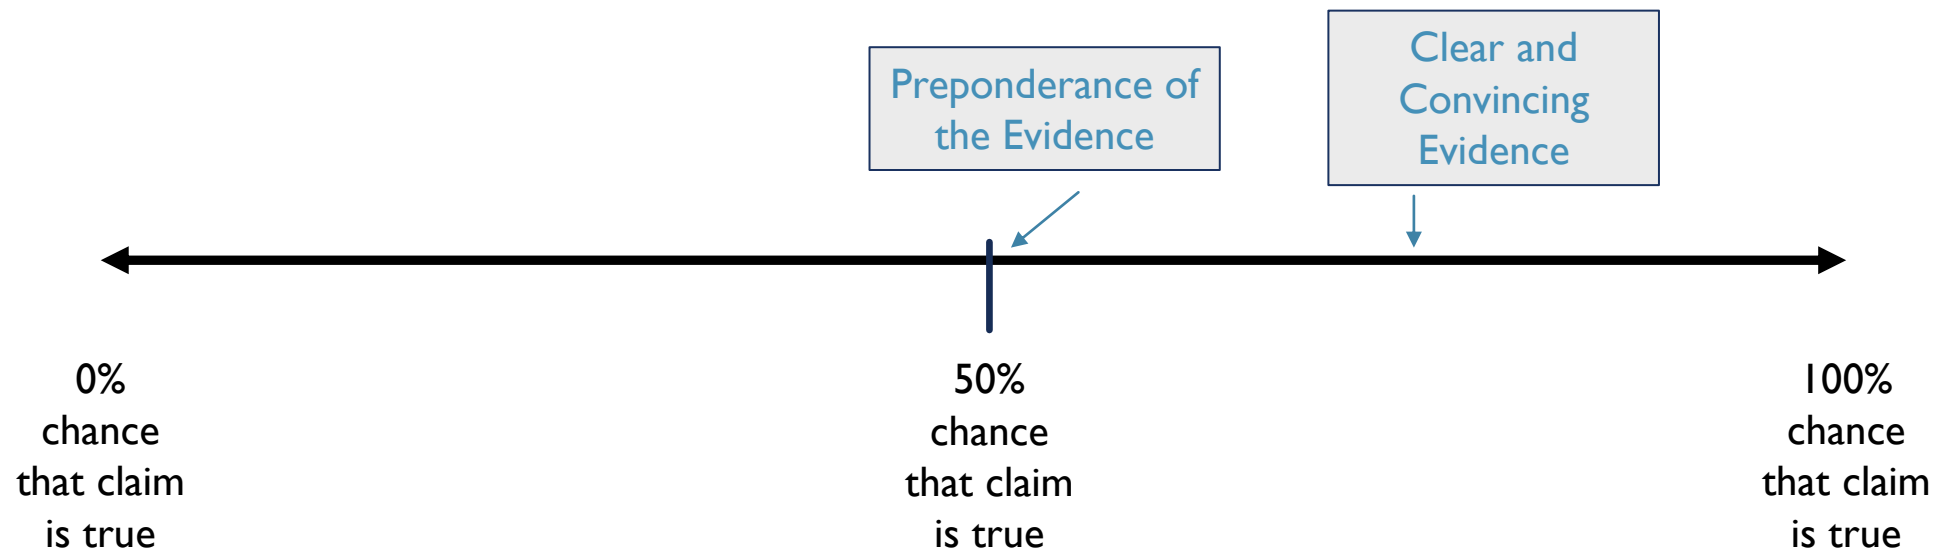 Preponderance of
the Evidence
Clear and
Convincing
Evidence
0%
chance
that claim
is true
50%
chance
that claim
is true
100%
chance
that claim
is true